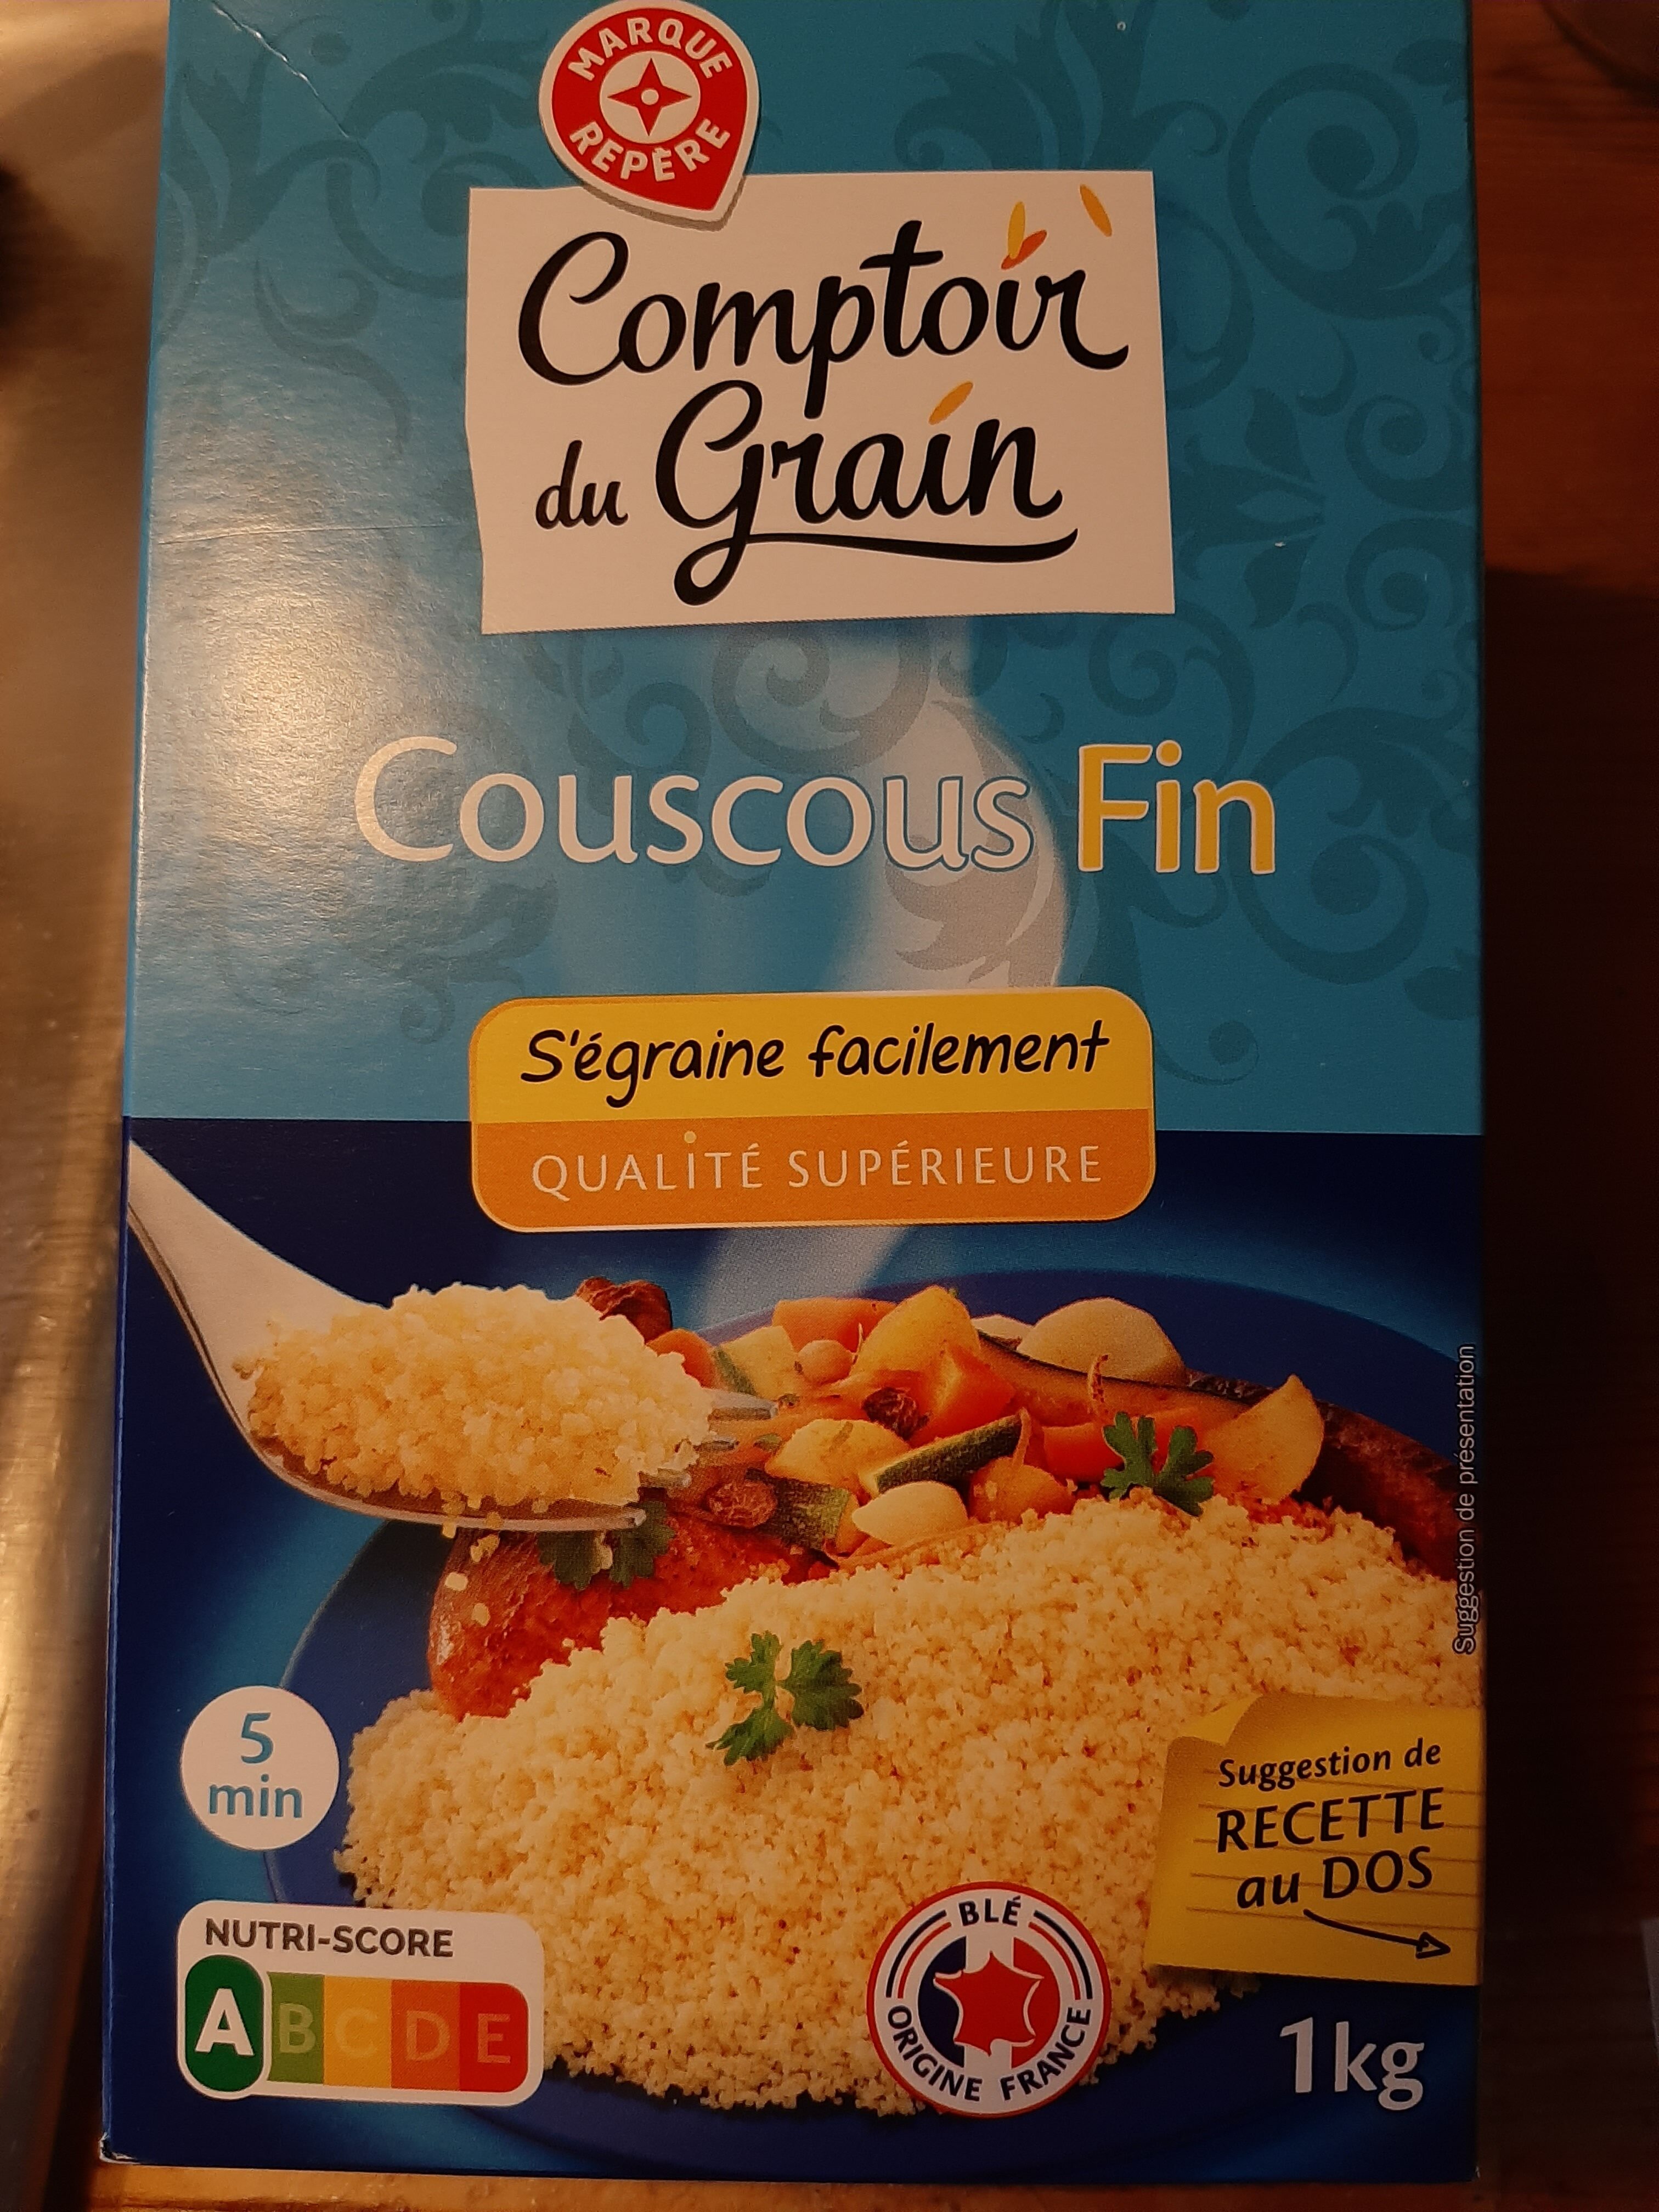 MARQUE
REPÈRE
Comptoir
du Grain
Couscous Fin
S'égraine facilement
QUALITÉ SUPÉRIEURE
Suggestion de présentation
5
min
Suggestion de
RECETTE
au DOS
NUTRI-SCORE
A B C D E
BLÉ
ORIGINE FRANCE
1kg